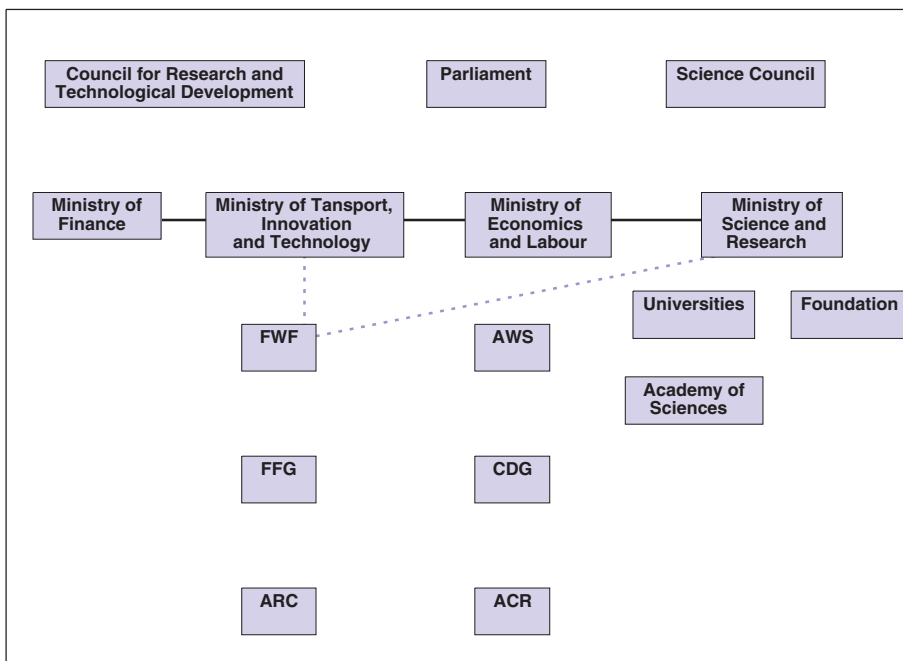 Council for Research and
Technological Development
Parliament
Science Council
Ministry of
Finance
Ministry of Tansport,
Innovation
and Technology
Ministry of
Economics
and Labour
Ministry of
Science and
Research
Universities
Foundation
FWF
AWS
Academy of
Sciences
FFG
CDG
ARC
ACR